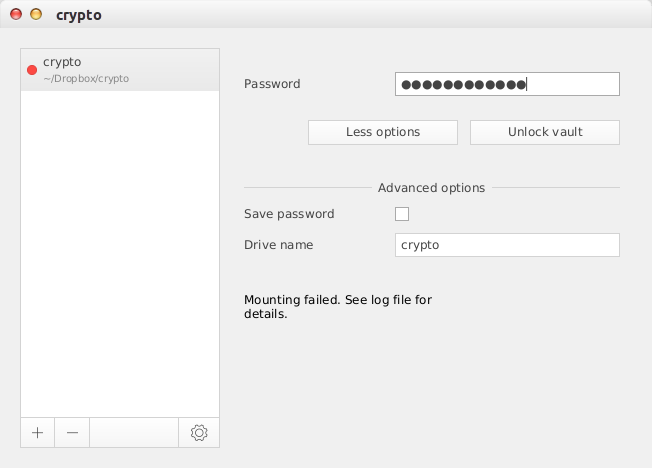 crypto
crypto
~/Dropbox/crypto
Password
Less options
Unlock vault
Advanced options
Save password
Drive name
crypto
Mounting failed. See log file for
details.